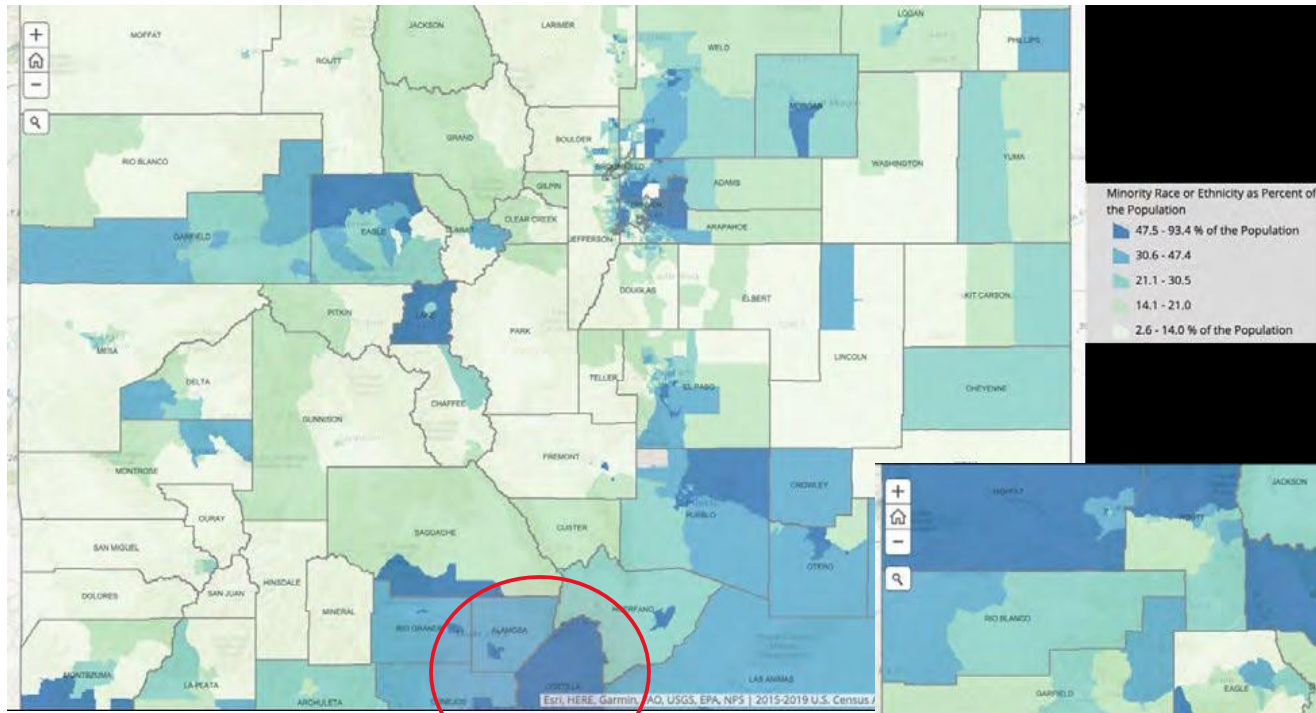 JACKSON
LARIMER
LOGAN
MOFFAT
ROUTT
WELD
PHILLIPS
GRAND
BOULDER
MORGAN
RIO BLANCO
BROOMFIELD
WASHINGTON
YUMA
GILPIN
ADAMS
CLEAR CREEK
EAGLE
SUMMIT
GARFIELD
JEFFERSON
ARAPAHOE
DOUGLAS
ELBERT
KIT CARSON
PITKIN
LAKE
PARK
MESA
LINCOLN
TELLER
EL PASO
DELTA
CHEYENNE
CHAFFEE
GUNNISON
FREMONT
MONTROSE
CROWLEY
PUEBLO
OURAY
SAGUACHE
CUSTER
OTERO
SAN MIGUEL
HINSDALE
SAN JUAN
DOLORES
MINERAL
HUERFANO
RIO GRANDE
ALAMOSA
MONTEZUMA
LA PLATA
COSTILLA
LAS ANIMAS
ARCHULETA
CONEJOS
Esri, HERE, Garmin, FAO, USGS, EPA, NPS | 2015-2019 U.S. Census A
Minority Race or Ethnicity as Percent of
the Population
47.5 - 93.4 % of the Population
30.6 - 47.4
21.1 - 30.5
14.1 - 21.0
2.6 - 14.0 % of the Population
MOFFAT
JACKSON
ROUTT
RIO BLANCO
GARFIELD
EAGLE